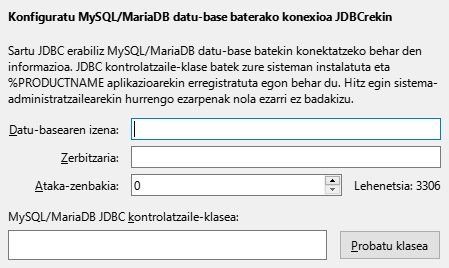 Konfiguratu MySQL/MariaDB datu-base baterako konexioa JDBCrekin
Sartu JDBC erabiliz MySQL/MariaDB datu-base batekin konektatzeko behar den
informazioa. JDBC kontrolatzaile-klase batek zure sisteman instalatuta eta
%PRODUCTNAME aplikazioarekin erregistratuta egon behar du. Hitz egin sistema-
administratzailearekin hurrengo ezarpenak nola ezarri ez badakizu.
Datu-basearen izena:
Zerbitzaria:
Ataka-zenbakia: 0 Lehenetsia: 3306
MySQL/MariaDB JDBC kontrolatzaile-klasea:
Probatu klasea